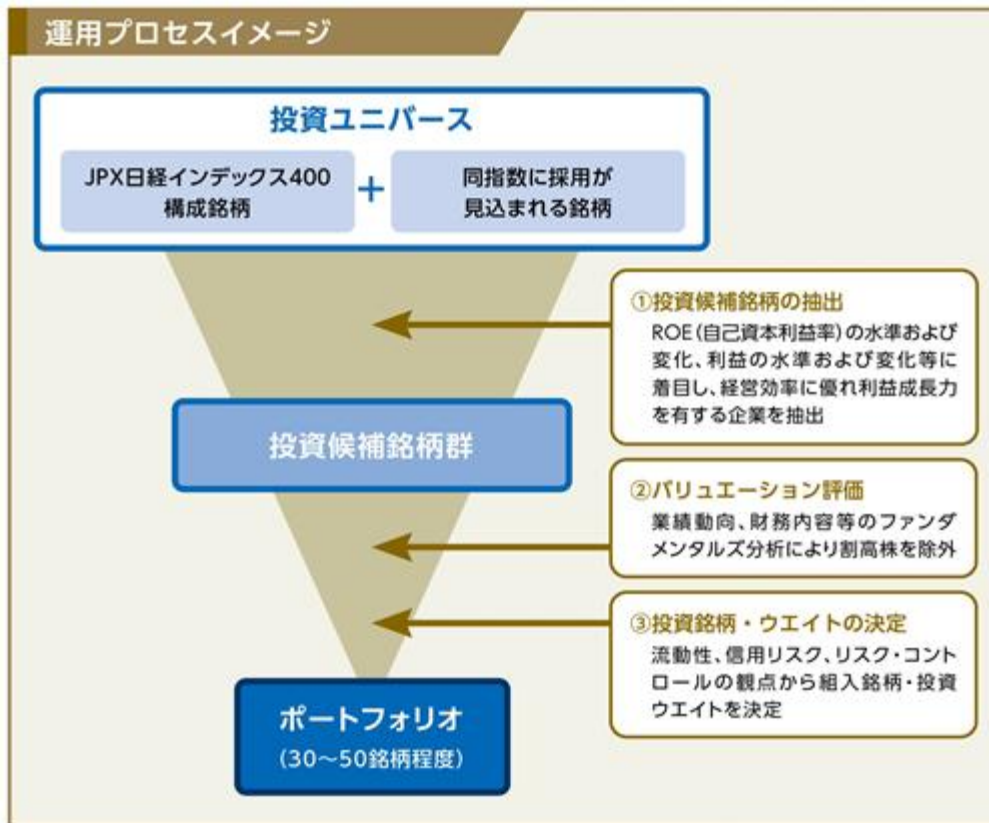 運用プロセスイメージ
投資ユニバース
JPX日経インデックス400
構成銘柄
+
同指数に採用が
見込まれる銘柄
①投資候補銘柄の抽出
ROE(自己資本利益率)の水準および
変化、利益の水準および変化等に
着目し、経営効率に優れ利益成長力
を有する企業を抽出
投資候補銘柄群
②バリュエーション評価
業績動向、財務内容等のファンダ
メンタルズ分析により割高株を除外
③投資銘柄・ウエイトの決定
流動性、信用リスク、リスク・コント
ロールの観点から組入銘柄・投資
ウエイトを決定
ポートフォリオ
(30～50銘柄程度)